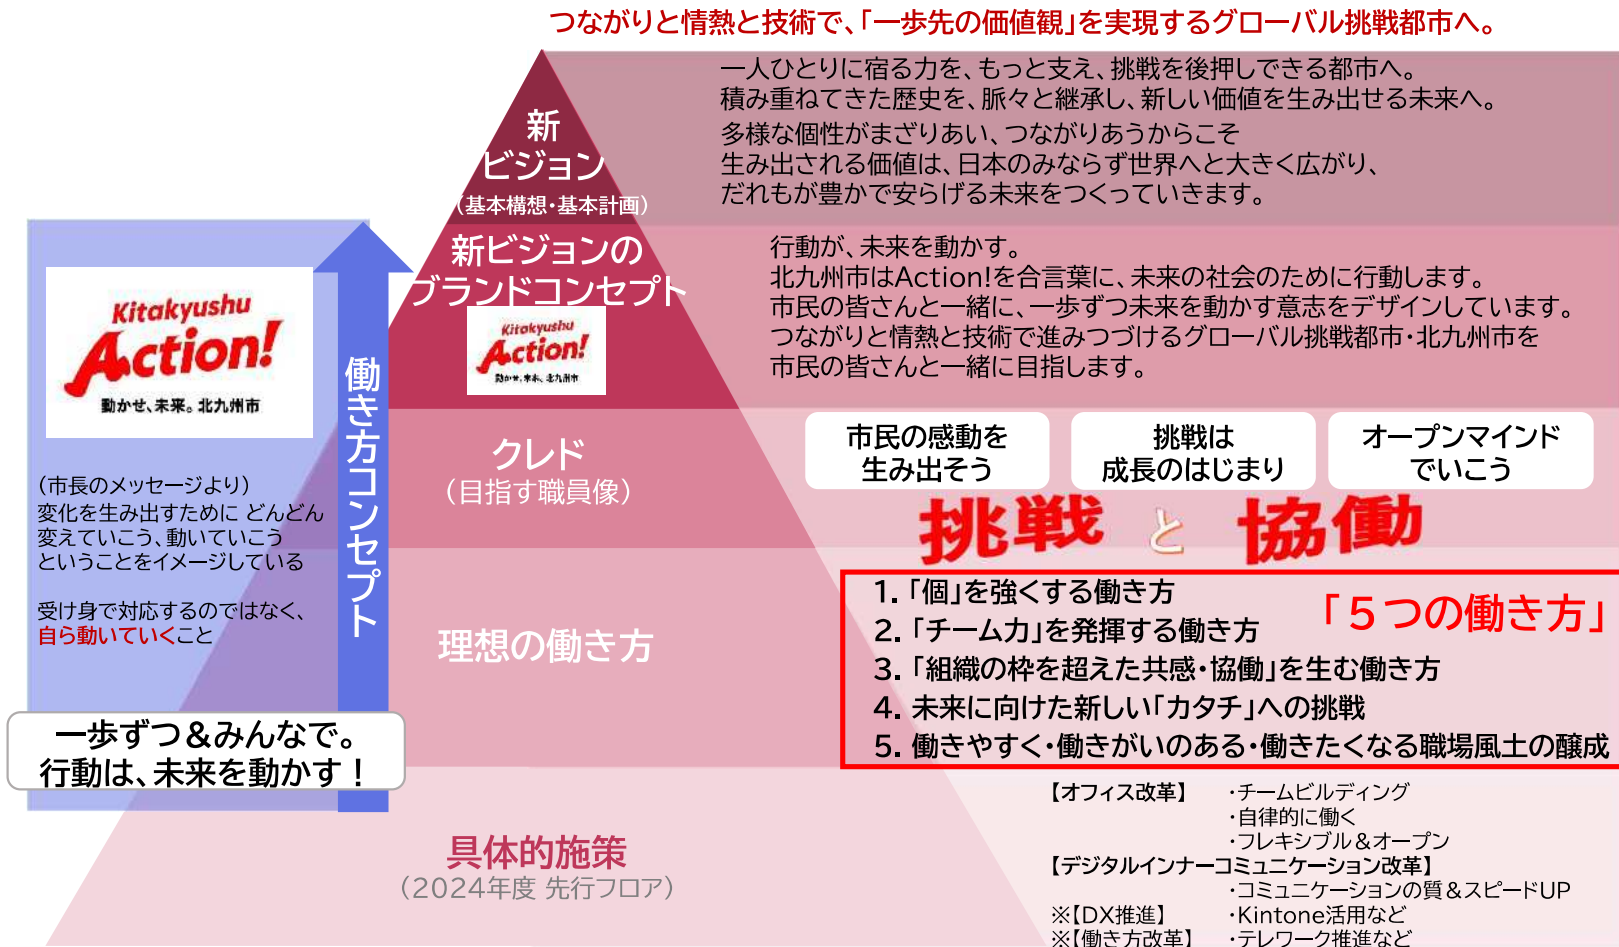 つながりと情熱と技術で、「一歩先の価値観」を実現するグローバル挑戦都市へ。
新
ビジョン
（基本構想・基本計画）
一人ひとりに宿る力を、もっと支え、挑戦を後押しできる都市へ。
積み重ねてきた歴史を、脈々と継承し、新しい価値を生み出せる未来へ。
多様な個性がまざりあい、つながりあうからこそ
生み出される価値は、日本のみならず世界へと大きく広がり、
だれもが豊かで安らげる未来をつくっていきます。
新ビジョンの
ブランドコンセプト
Kitakyushu
Action!
動かせ、未来。北九州市
行動が、未来を動かす。
北九州市はAction!を合言葉に、未来の社会のために行動します。
市民の皆さんと一緒に、一歩ずつ未来を動かす意志をデザインしています。
つながりと情熱と技術で進みつづけるグローバル挑戦都市・北九州市を
市民の皆さんと一緒に目指します。
Kitakyushu
Action!
動かせ、未来。北九州市
働き方コンセプト
（市長のメッセージより）
変化を生み出すために どんどん
変えていこう、動いていこう
ということをイメージしている
受け身で対応するのではなく、
自ら動いていくこと
一歩ずつ＆みんなで。
行動は、未来を動かす！
クレド
（目指す職員像）
市民の感動を
生み出そう
挑戦は
成長のはじまり
オープンマインド
でいこう
挑戦 と 協働
理想の働き方
1. 「個」を強くする働き方
2. 「チーム力」を発揮する働き方
3. 「組織の枠を超えた共感・協働」を生む働き方
4. 未来に向けた新しい「カタチ」への挑戦
5. 働きやすく・働きがいのある・働きたくなる職場風土の醸成
「５つの働き方」
具体的施策
（2024年度 先行フロア）
【オフィス改革】 ・チームビルディング
・自律的に働く
・フレキシブル＆オープン
【デジタルインナーコミュニケーション改革】
・コミュニケーションの質＆スピードUP
※【DX推進】 ・Kintone活用など
※【働き方改革】 ・テレワーク推進など